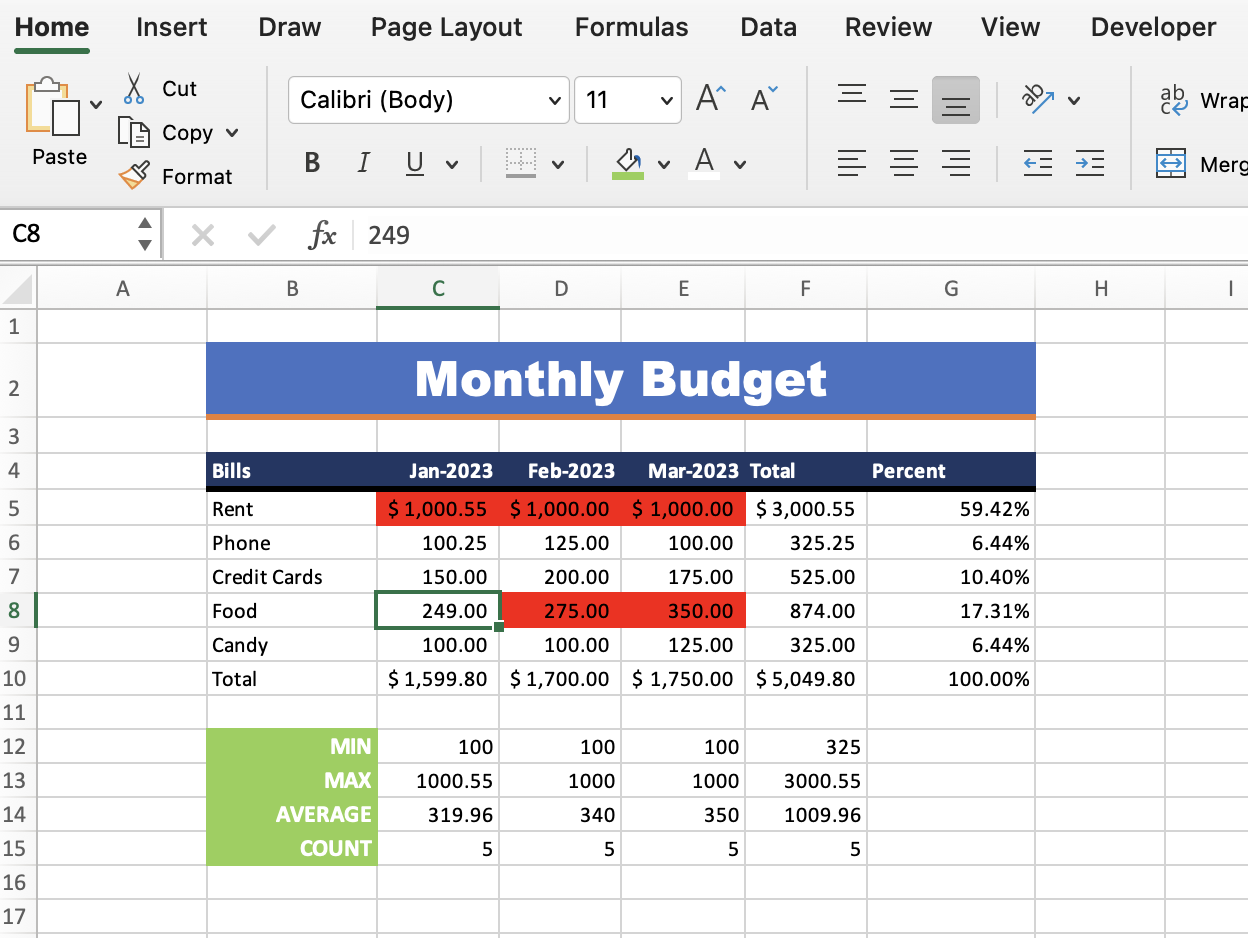 Home Insert Draw Page Layout Formulas Data Review View Developer
Cut
Calibri (Body) 11 A A ab ab c Wrap
Copy
Paste B I U A Merg
Format
C8 fx 249
A B C D E F G H I
1
2 Monthly Budget
3
4 Bills Jan-2023 Feb-2023 Mar-2023 Total Percent
5 Rent $ 1,000.55 $ 1,000.00 $ 1,000.00 $ 3,000.55 59.42%
6 Phone 100.25 125.00 100.00 325.25 6.44%
7 Credit Cards 150.00 200.00 175.00 525.00 10.40%
8 Food 249.00 275.00 350.00 874.00 17.31%
9 Candy 100.00 100.00 125.00 325.00 6.44%
10 Total $ 1,599.80 $ 1,700.00 $ 1,750.00 $ 5,049.80 100.00%
11
12 MIN 100 100 100 325
13 MAX 1000.55 1000 1000 3000.55
14 AVERAGE 319.96 340 350 1009.96
15 COUNT 5 5 5 5
16
17